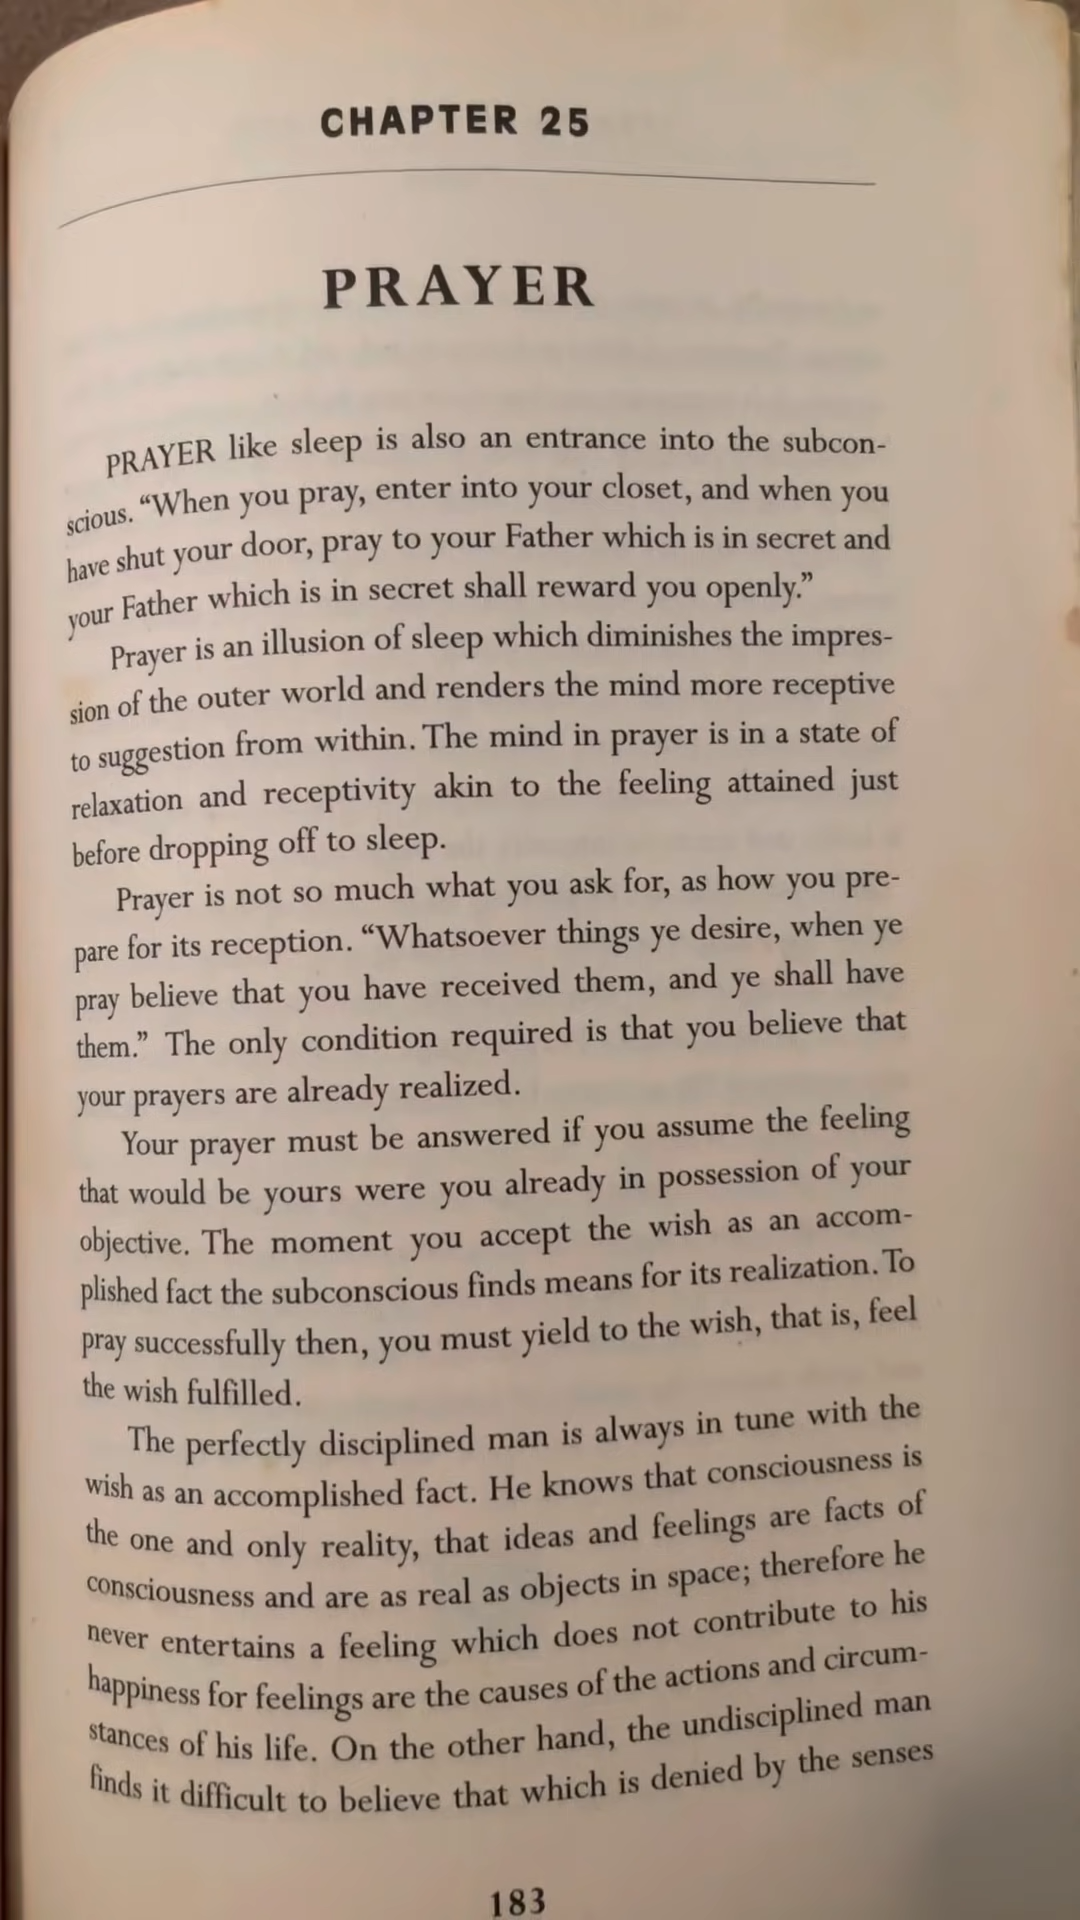 CHAPTER 25
PRAYER
PRAYER like sleep is also an entrance into the subcon-
scious. “When you pray, enter into your closet, and when you
have shut your door, pray to your Father which is in secret and
your Father which is in secret shall reward you openly.”
Prayer is an illusion of sleep which diminishes the impres-
sion of the outer world and renders the mind more receptive
to suggestion from within. The mind in prayer is in a state of
relaxation and receptivity akin to the feeling attained just
before dropping off to sleep.
Prayer is not so much what you ask for, as how you pre-
pare for its reception. “Whatsoever things ye desire, when ye
pray believe that you have received them, and ye shall have
them.” The only condition required is that you believe that
your prayers are already realized.
Your prayer must be answered if you assume the feeling
that would be yours were you already in possession of your
objective. The moment you accept the wish as an accom-
plished fact the subconscious finds means for its realization. To
pray successfully then, you must yield to the wish, that is, feel
the wish fulfilled.
The perfectly disciplined man is always in tune with the
wish as an accomplished fact. He knows that consciousness is
the one and only reality, that ideas and feelings are facts of
consciousness and are as real as objects in space; therefore he
never entertains a feeling which does not contribute to his
happiness for feelings are the causes of the actions and circum-
stances of his life. On the other hand, the undisciplined man
finds it difficult to believe that which is denied by the senses
183